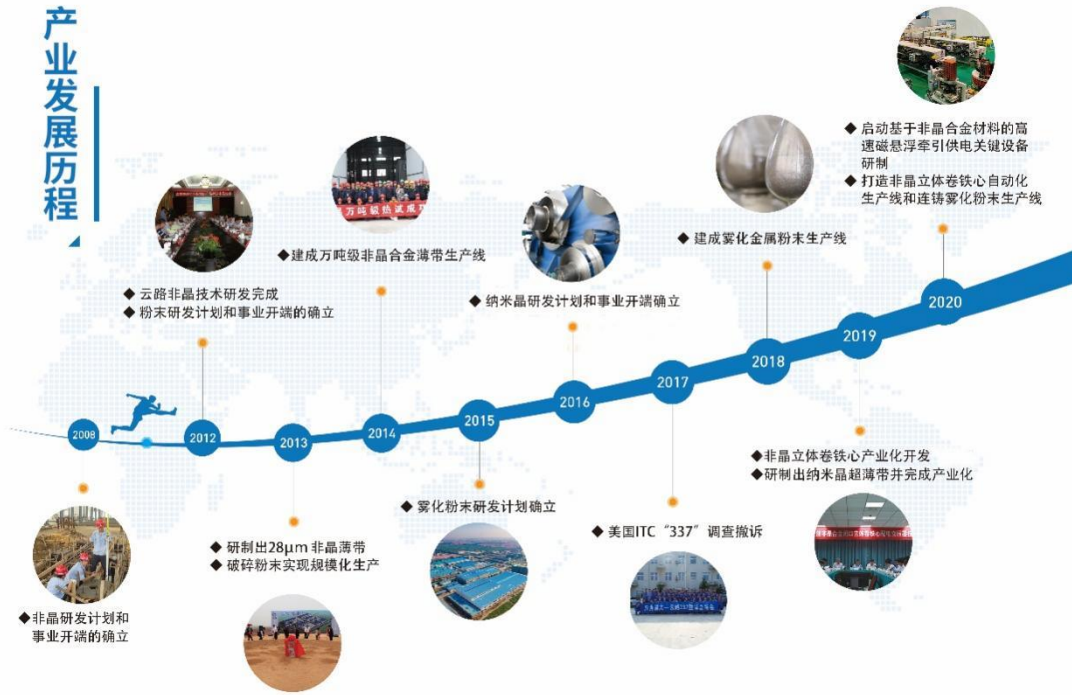 产业发展历程
2008
◆非晶研发计划和
事业开端的确立
2012
◆ 云路非晶技术研发完成
◆ 粉末研发计划和事业开端的确立
2013
◆ 研制出28μm 非晶薄带
◆ 破碎粉末实现规模化生产
2014
万吨级热试成
◆建成万吨级非晶合金薄带生产线
2015
◆ 雾化粉末研发计划确立
2016
◆ 纳米晶研发计划和事业开端确立
2017
◆ 美国ITC “337” 调查撤诉
2018
◆ 建成雾化金属粉末生产线
2019
◆非晶立体卷铁心产业化开发
◆研制出纳米晶超薄带并完成产业化
2020
◆ 启动基于非晶合金材料的高
速磁悬浮牵引供电关键设备
研制
◆ 打造非晶立体卷铁心自动化
生产线和连铸雾化粉末生产线